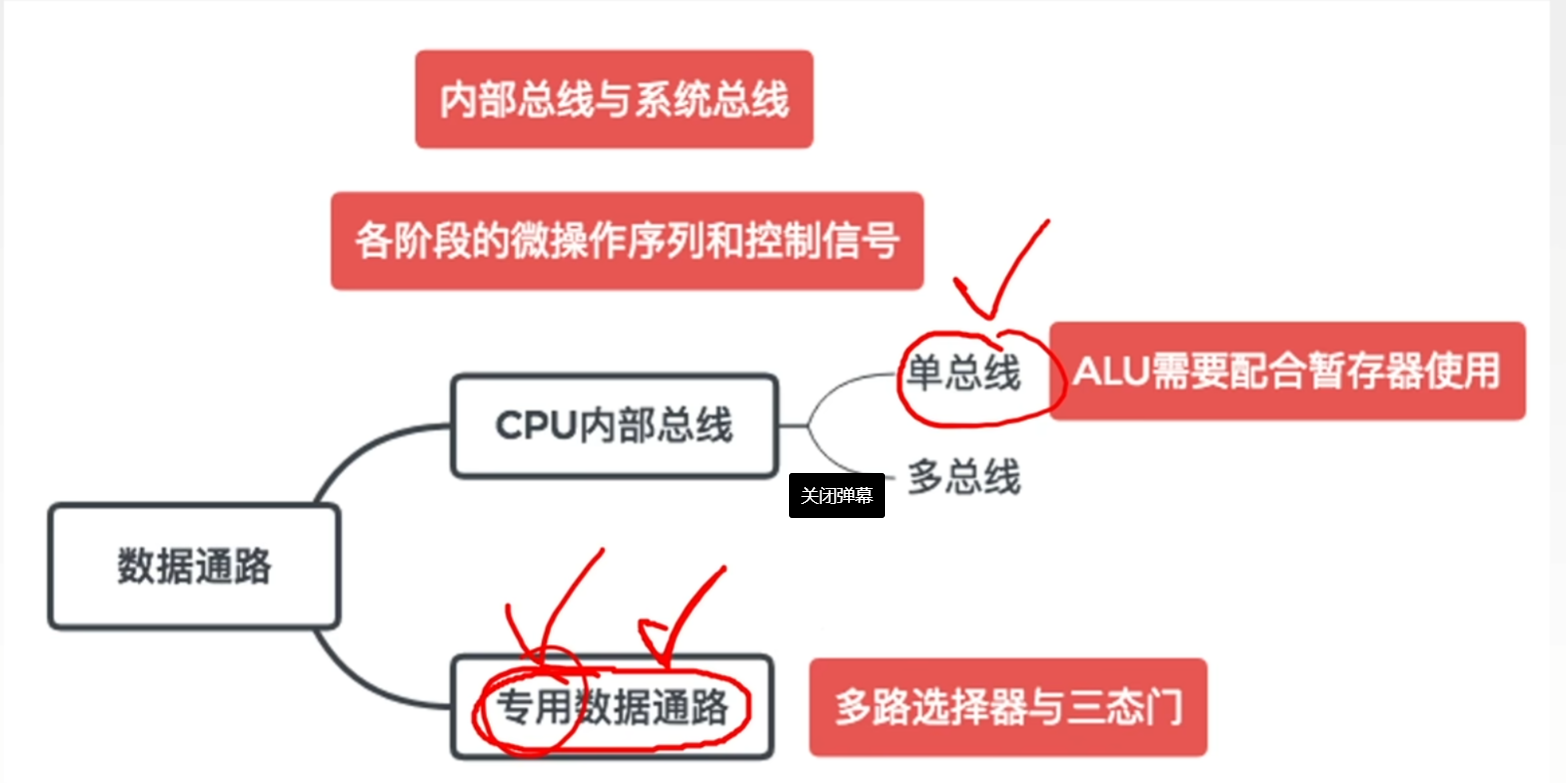 内部总线与系统总线
各阶段的微操作序列和控制信号
单总线
ALU需要配合暂存器使用
CPU内部总线
多总线
关闭弹幕
数据通路
专用数据通路
多路选择器与三态门